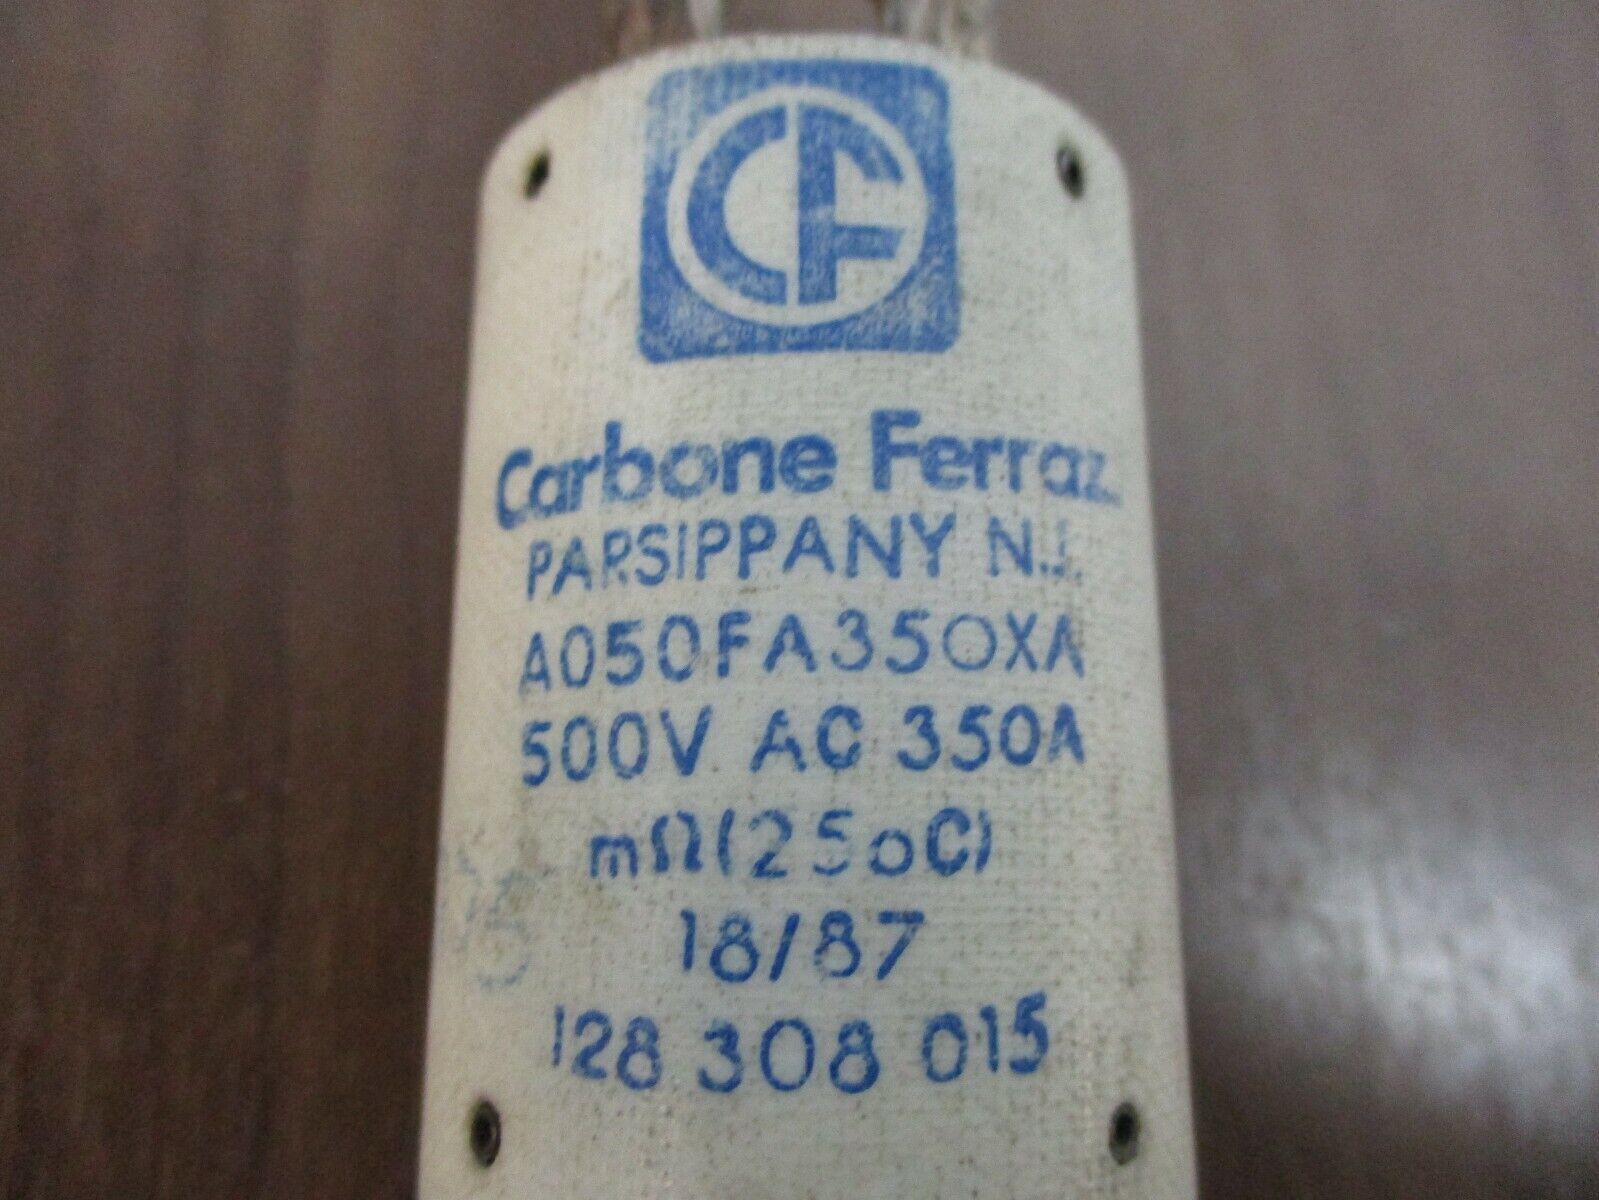 CF
Carbone Ferraz.
PARSIPPANY N.J.
A050FA350XA
500V AC 350A
mΩ(25oC)
18/87
128 308 015